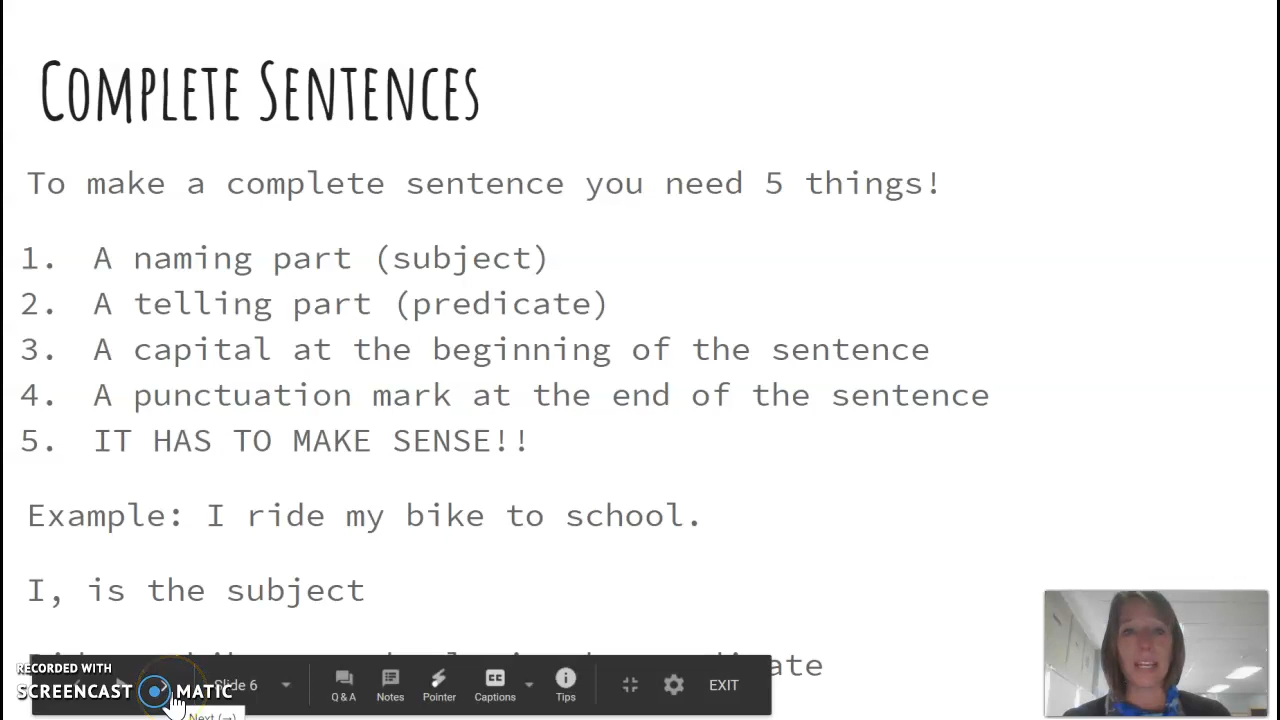 COMPLETE SENTENCES
To make a complete sentence you need 5 things!
1. A naming part (subject)
2. A telling part (predicate)
3. A capital at the beginning of the sentence
4. A punctuation mark at the end of the sentence
5. IT HAS TO MAKE SENSE!!
Example: I ride my bike to school.
I, is the subject
RECORDED WITH
SCREENCAST MATIC
Slide 6
Q & A
Notes
Pointer
CC
Captions
Tips
EXIT
Next (→)